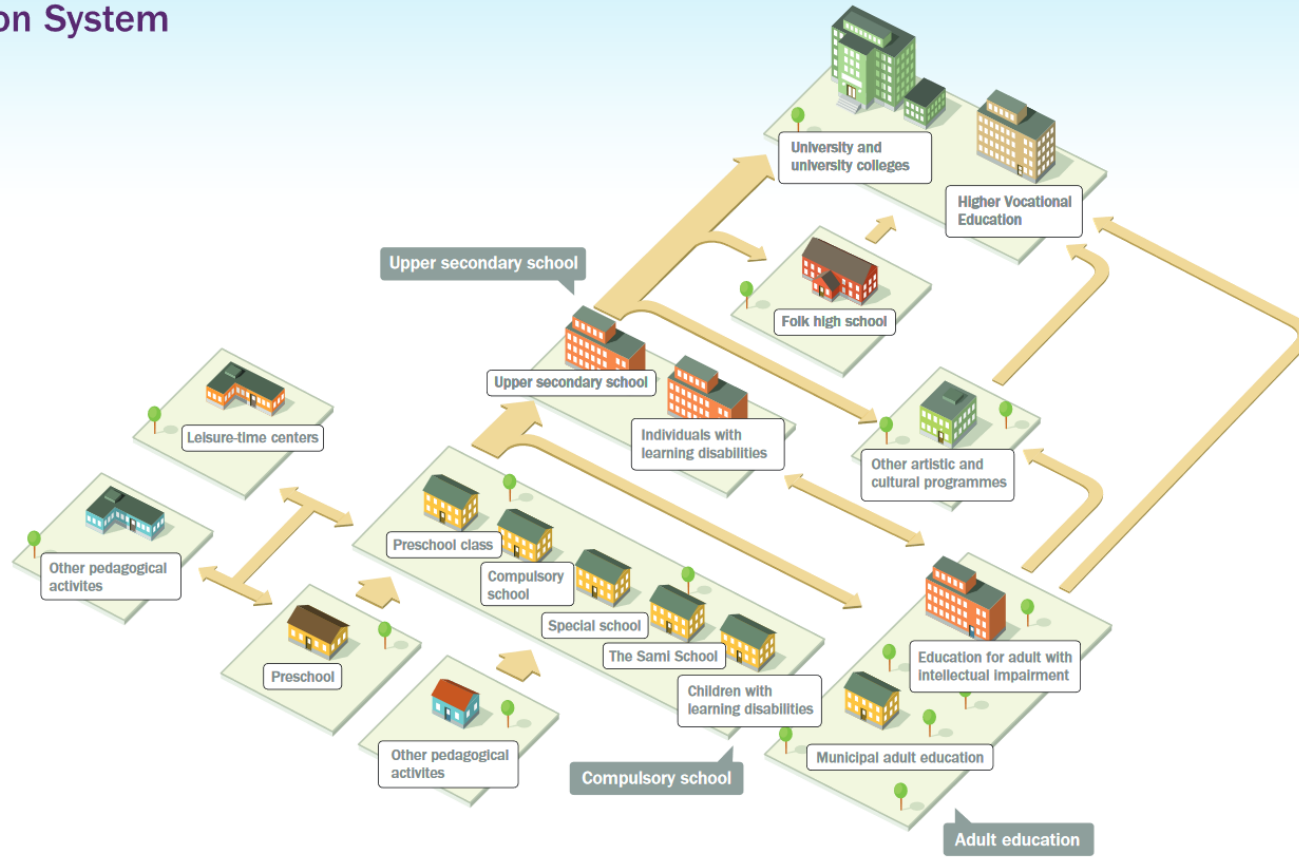 on System
University and
university colleges
Higher Vocational
Education
Upper secondary school
Folk high school
Upper secondary school
Individuals with
learning disabilities
Leisure-time centers
Other artistic and
cultural programmes
Other pedagogical
activites
Preschool class
Compulsory
school
Special school
The Sami School
Children with
learning disabilities
Preschool
Other pedagogical
activites
Education for adult with
intellectual impairment
Municipal adult education
Compulsory school
Adult education